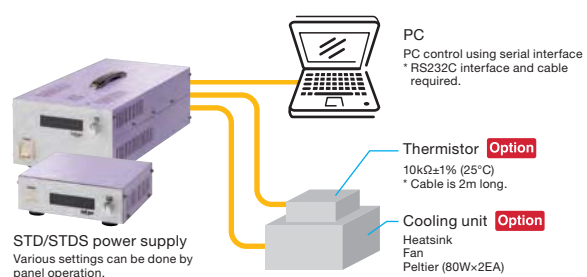 PC
PC control using serial interface
* RS232C interface and cable
required.
Thermistor Option
10kΩ±1% (25°C)
* Cable is 2m long.
Cooling unit Option
Heatsink
Fan
Peltier (80W×2EA)
STD/STDS power supply
Various settings can be done by
panel operation.